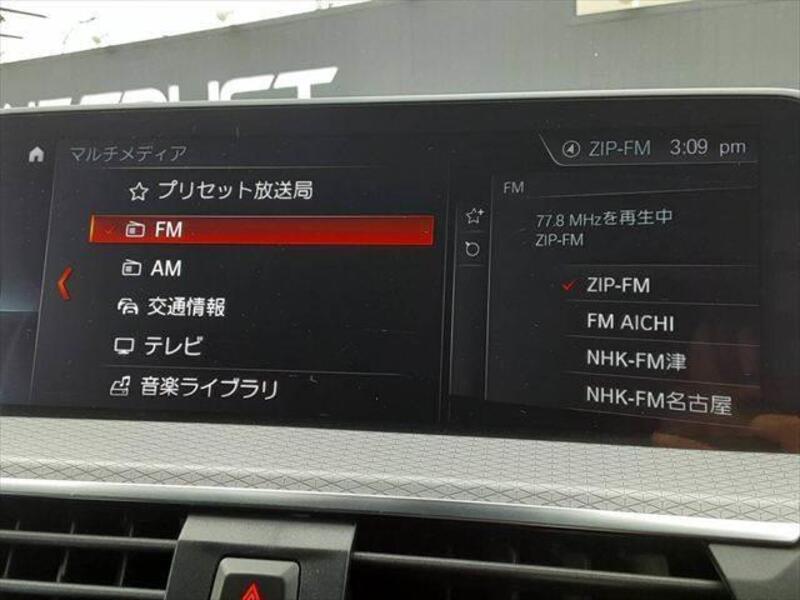 TRUST
マルチメディア
ZIP-FM 3:09 pm
プリセット放送局
FM
AM
交通情報
テレビ
音楽ライブラリ
FM
77.8 MHzを再生中
ZIP-FM
ZIP-FM
FM AICHI
NHK-FM津
NHK-FM名古屋